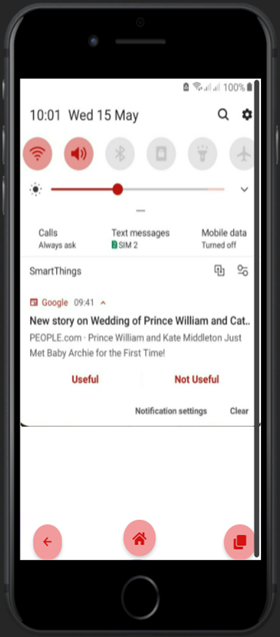 100%
10:01 Wed 15 May
Calls
Always ask
Text messages
SIM 2
Mobile data
Turned off
SmartThings
Google 09:41
New story on Wedding of Prince William and Cat..
PEOPLE.com · Prince William and Kate Middleton Just
Met Baby Archie for the First Time!
Useful
Not Useful
Notification settings
Clear